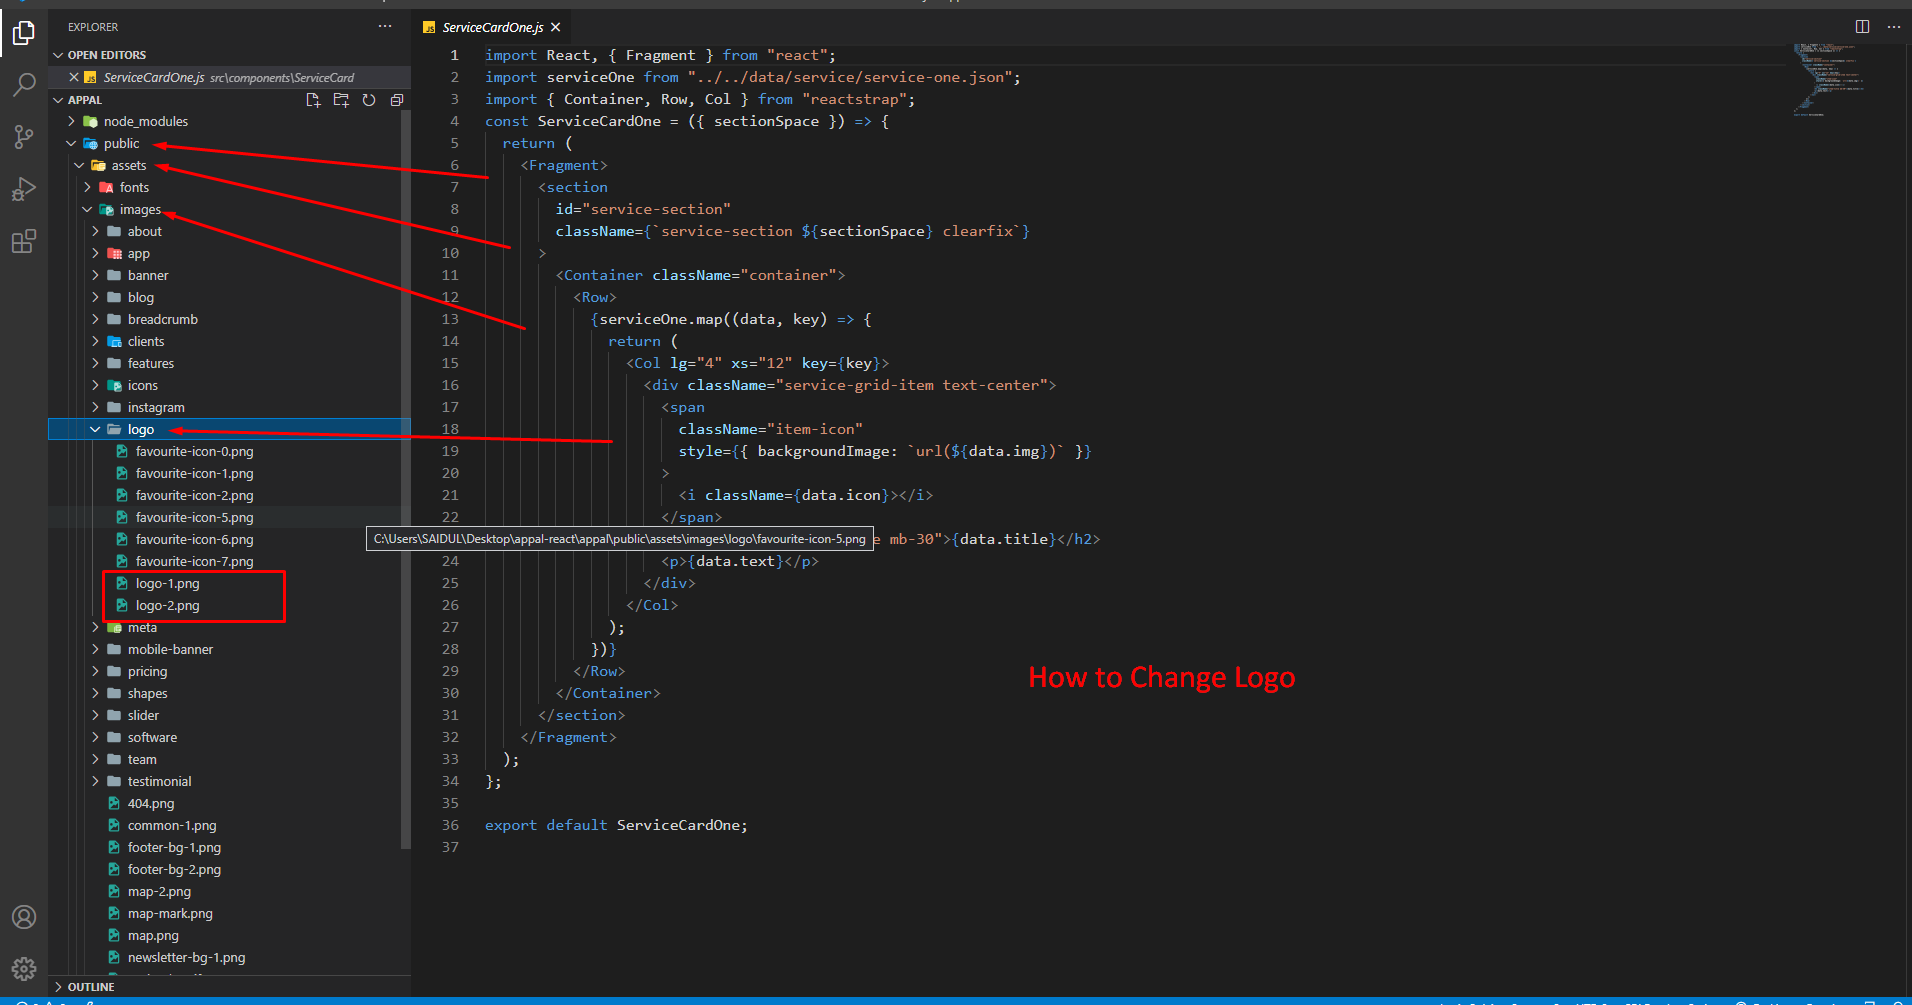 EXPLORER
OPEN EDITORS
ServiceCardOne.js src\components\ServiceCard
APPAL
node_modules
public
assets
fonts
images
about
app
banner
blog
breadcrumb
clients
features
icons
instagram
logo
favourite-icon-0.png
favourite-icon-1.png
favourite-icon-2.png
favourite-icon-5.png
favourite-icon-6.png
favourite-icon-7.png
logo-1.png
logo-2.png
meta
mobile-banner
pricing
shapes
slider
software
team
testimonial
404.png
common-1.png
footer-bg-1.png
footer-bg-2.png
map-2.png
map-mark.png
map.png
newsletter-bg-1.png
OUTLINE
JS ServiceCardOne.js
1 import React, { Fragment } from "react";
2 import serviceOne from "../../data/service/service-one.json";
3 import { Container, Row, Col } from "reactstrap";
4 const ServiceCardOne = ({ sectionSpace }) => {
5 return (
6 <Fragment>
7 <section
8 id="service-section"
9 className={`service-section ${sectionSpace} clearfix`}
10 >
11 <Container className="container">
12 <Row>
13 {serviceOne.map((data, key) => {
14 return (
15 <Col lg="4" xs="12" key={key}>
16 <div className="service-grid-item text-center">
17 <span
18 className="item-icon"
19 style={{ backgroundImage: `url(${data.img})` }}
20 >
21 <i className={data.icon}></i>
22 </span>
C:\Users\SAIDUL\Desktop\appal-react\appal\public\assets\images\logo\favourite-icon-5.png
e mb-30">{data.title}</h2>
24 <p>{data.text}</p>
25 </div>
26 </Col>
27 );
28 })}
29 </Row>
30 </Container>
31 </section>
32 </Fragment>
33 );
34 };
35
36 export default ServiceCardOne;
37
How to Change Logo